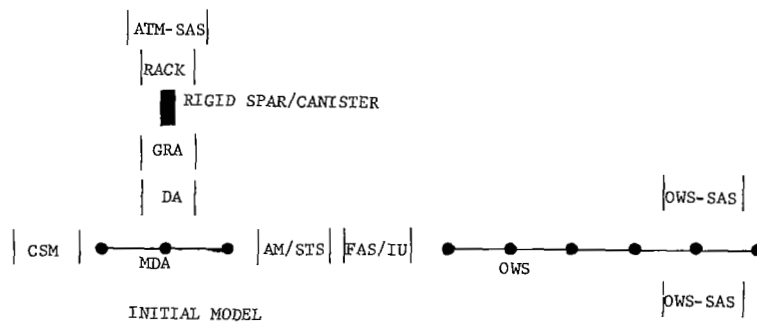 ATM-SAS
RACK
RIGID SPAR/CANISTER
GRA
DA
OWS-SAS
CSM
AM/STS
FAS/IU
MDA
OWS
OWS-SAS
INITIAL MODEL